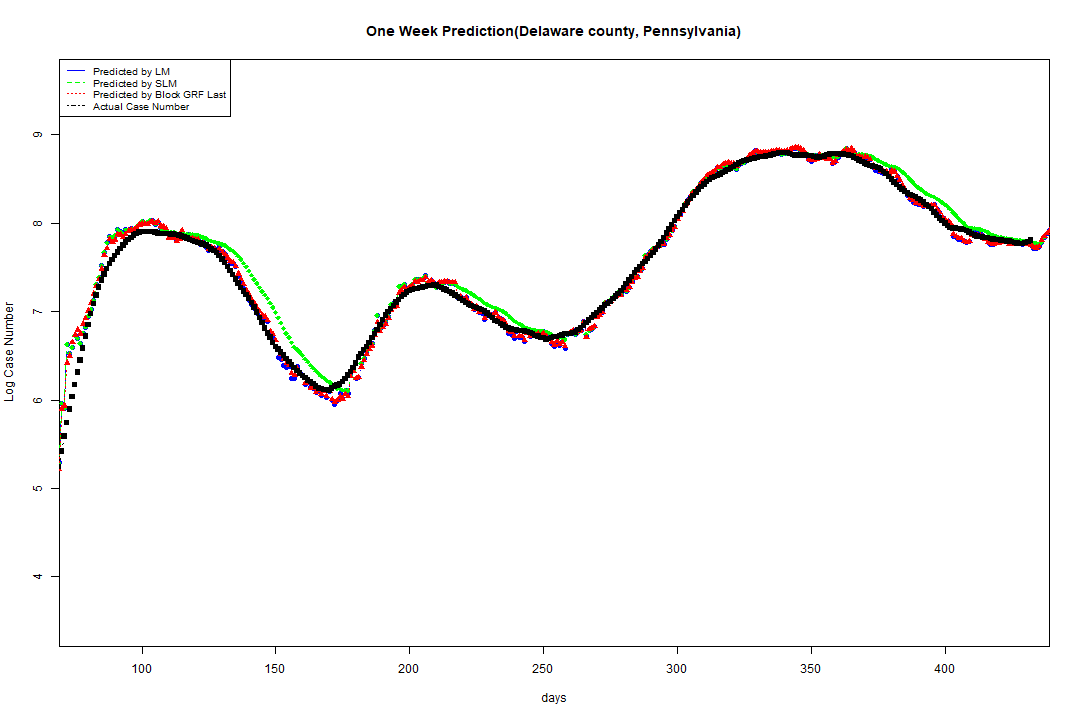 One Week Prediction(Delaware county, Pennsylvania)
Predicted by LM
Predicted by SLM
Predicted by Block GRF Last
Actual Case Number
9
8
7
6
5
4
Log Case Number
100 150 200 250 300 350 400
days